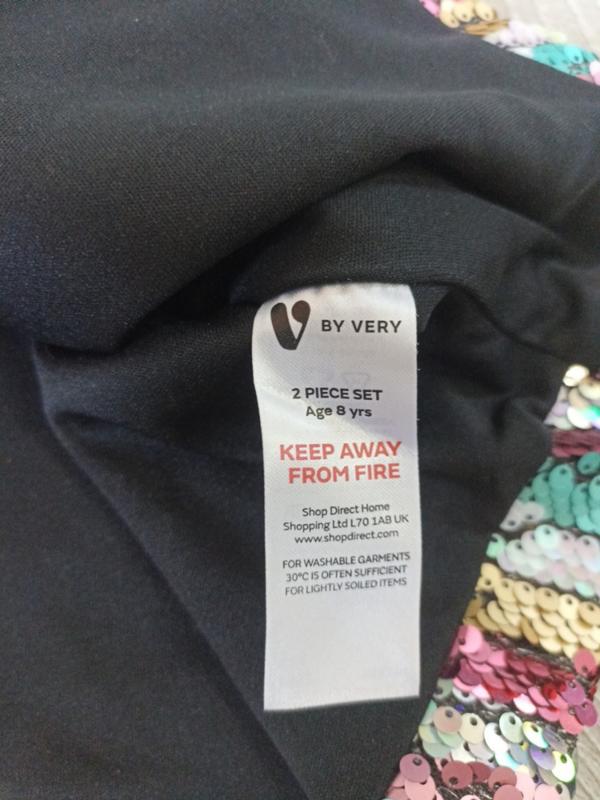 V BY VERY
2 PIECE SET
Age 8 yrs
KEEP AWAY
FROM FIRE
Shop Direct Home
Shopping Ltd L70 1AB UK
www.shopdirect.com
FOR WASHABLE GARMENTS
30°C IS OFTEN SUFFICIENT
FOR LIGHTLY SOILED ITEMS